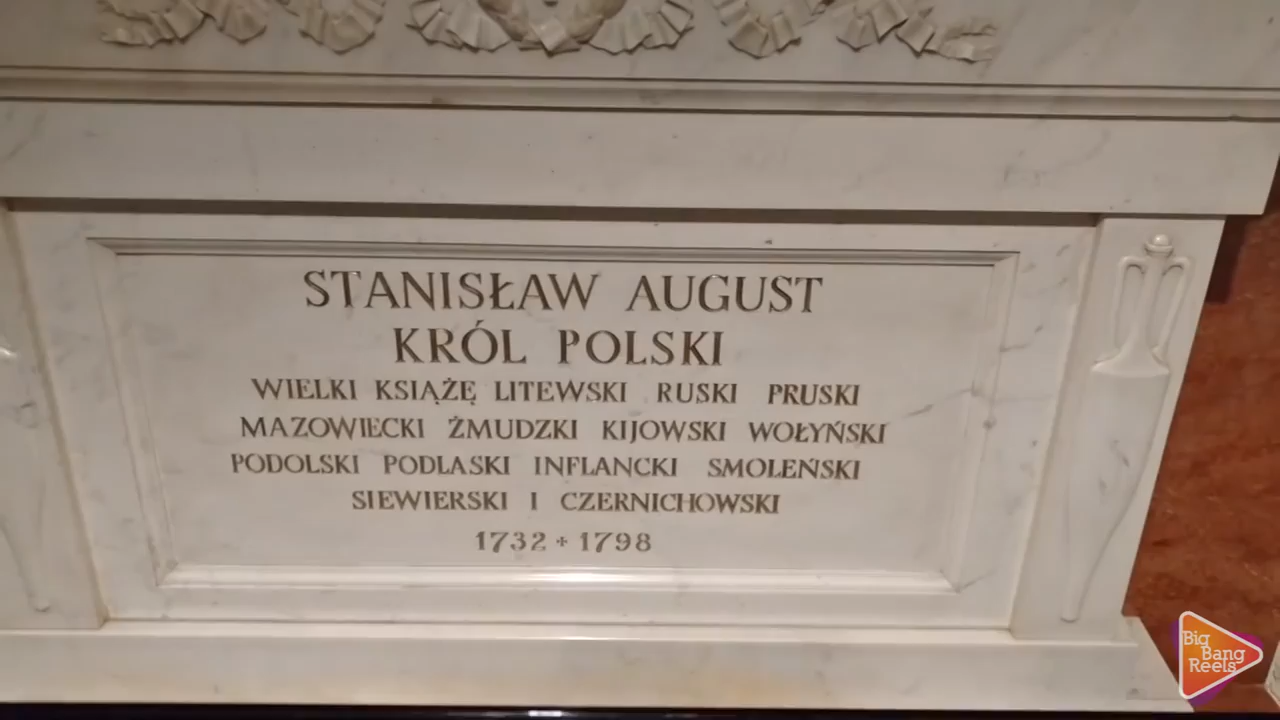 STANISŁAW AUGUST
KRÓL POLSKI
WIELKI KSIĄŻĘ LITEWSKI RUSKI PRUSKI
MAZOWIECKI ŻMUDZKI KIJOWSKI WOŁYŃSKI
PODOLSKI PODLASKI INFLANCKI SMOLEŃSKI
SIEWIERSKI I CZERNICHOWSKI
1732 + 1798
Big
Bang
Reels